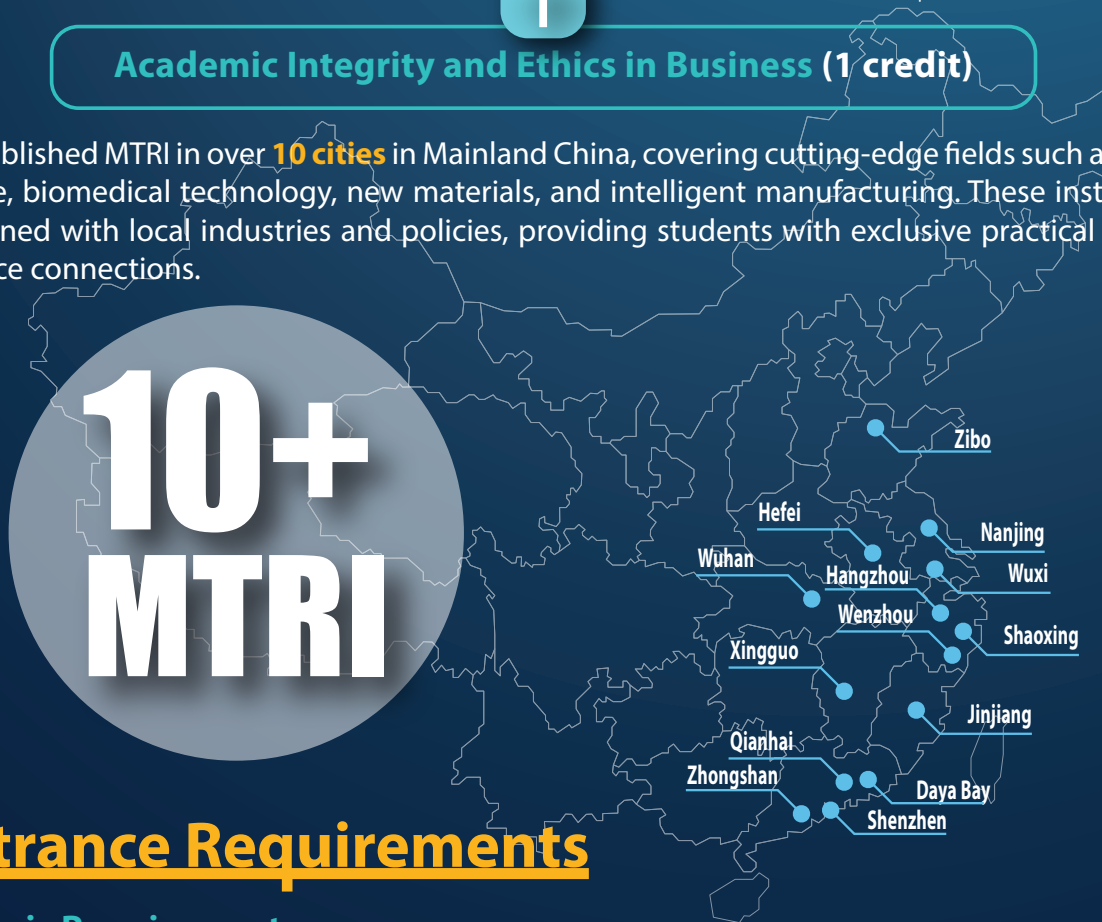 Academic Integrity and Ethics in Business (1 credit)
blished MTRI in over 10 cities in Mainland China, covering cutting-edge fields such a
e, biomedical technology, new materials, and intelligent manufacturing. These inst
ned with local industries and policies, providing students with exclusive practical
ce connections.
10+
MTRI
Zibo
Hefei
Nanjing
Wuhan
Hangzhou
Wuxi
Wenzhou
Shaoxing
Xingguo
Jinjiang
Qianhai
Zhongshan
Daya Bay
Shenzhen
trance Requirements